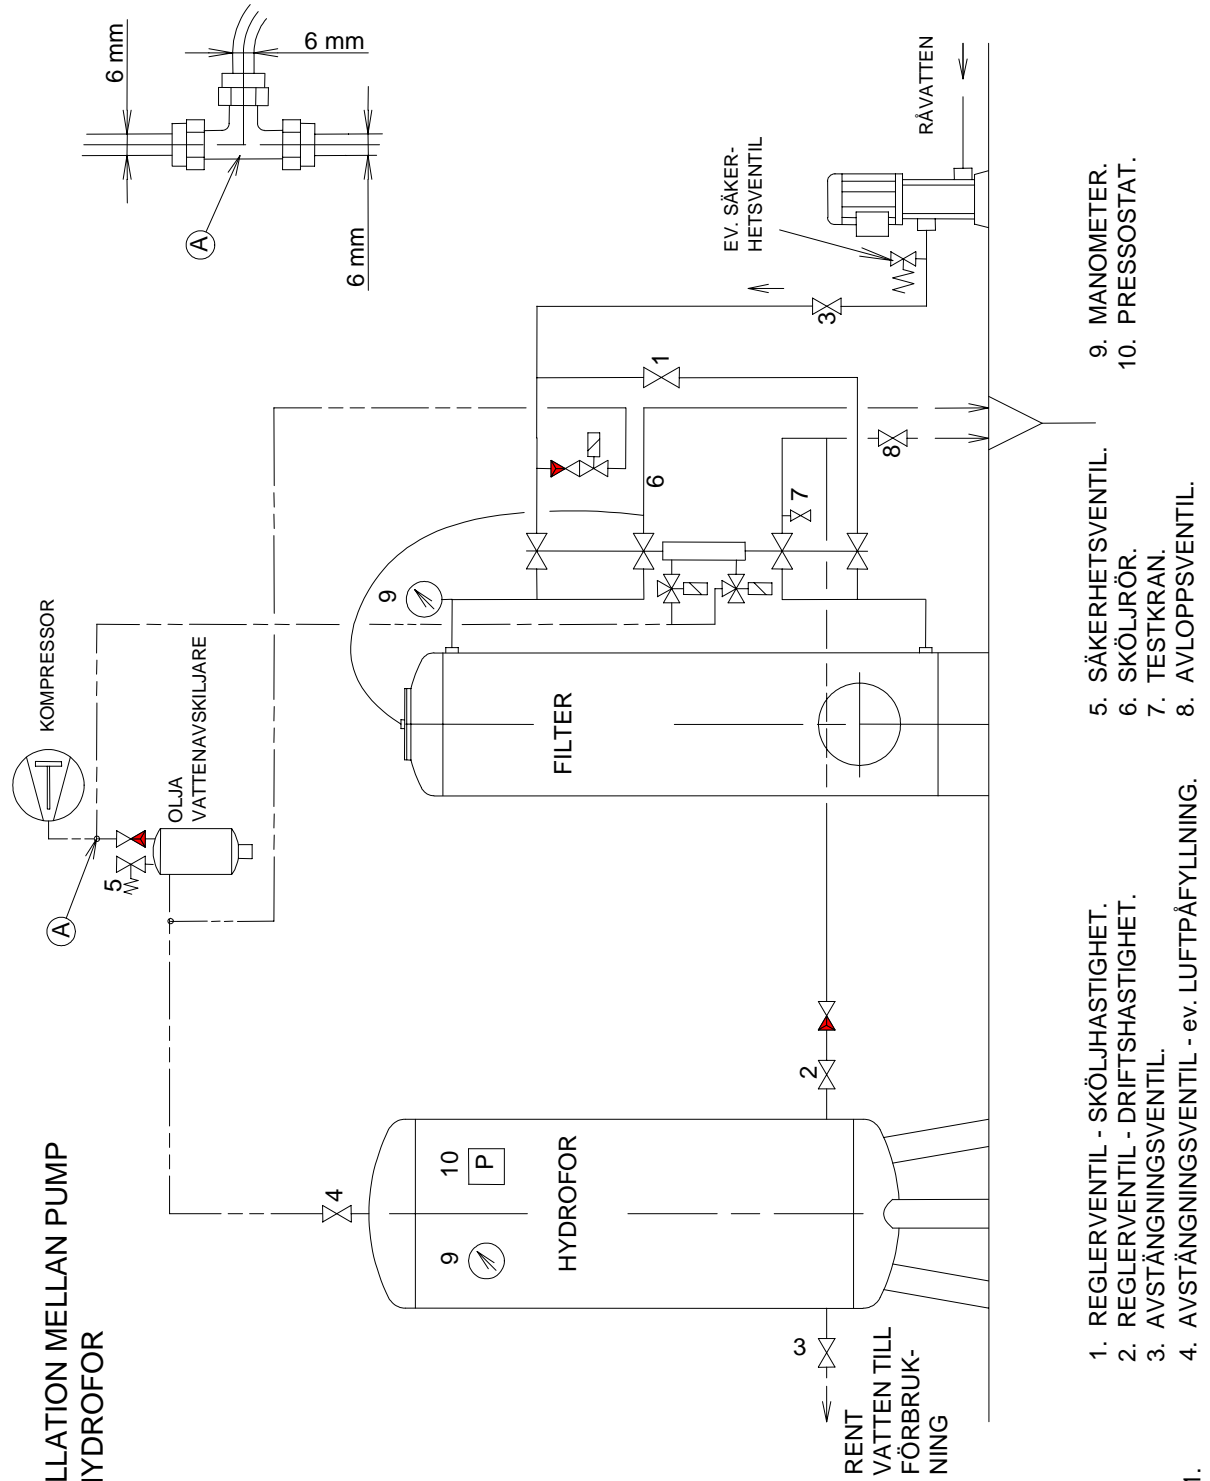 LLATION MELLAN PUMP
YDROFOR
KOMPRESSOR
OLJA
VATTENAVSKILJARE
A
5
A
6 mm
6 mm
6 mm
4
9
10
P
HYDROFOR
9
FILTER
6
7
1
3
8
2
3
EV. SÄKER-
HETSVENTIL
RÅVATTEN
RENT
VATTEN TILL
FÖRBRUK-
NING
1. REGLERVENTIL - SKÖLJHASTIGHET.
2. REGLERVENTIL - DRIFTSHASTIGHET.
3. AVSTÄNGNINGSVENTIL.
4. AVSTÄNGNINGSVENTIL - ev. LUFTPÅFYLLNING.
5. SÄKERHETSVENTIL.
6. SKÖLJRÖR.
7. TESTKRAN.
8. AVLOPPSVENTIL.
9. MANOMETER.
10. PRESSOSTAT.
1.